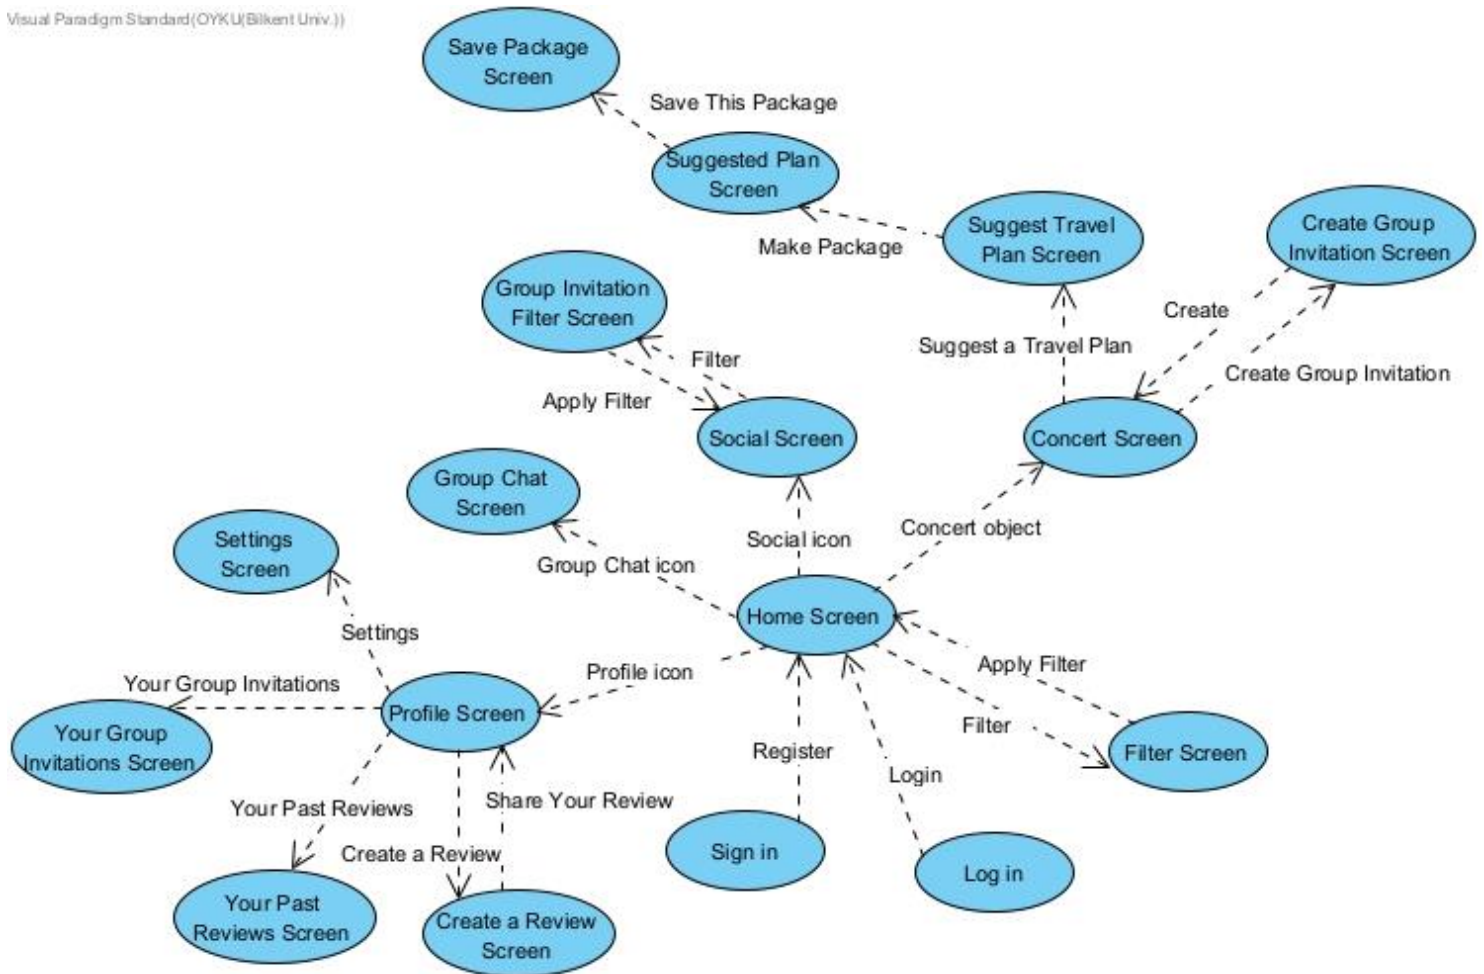 Visual Paradigm Standard(OYKU(Bilkent Univ.))
Save Package
Screen
Save This Package
Suggested Plan
Screen
Make Package
Suggest Travel
Plan Screen
Create Group
Invitation Screen
Group Invitation
Filter Screen
Filter
Apply Filter
Create
Suggest a Travel Plan
Create Group Invitation
Social Screen
Concert Screen
Group Chat
Screen
Settings
Screen
Social icon
Concert object
Group Chat icon
Home Screen
Settings
Profile icon
Apply Filter
Your Group Invitations
Profile Screen
Filter
Your Group
Invitations Screen
Register
Filter Screen
Login
Your Past Reviews
Share Your Review
Create a Review
Sign in
Log in
Your Past
Reviews Screen
Create a Review
Screen